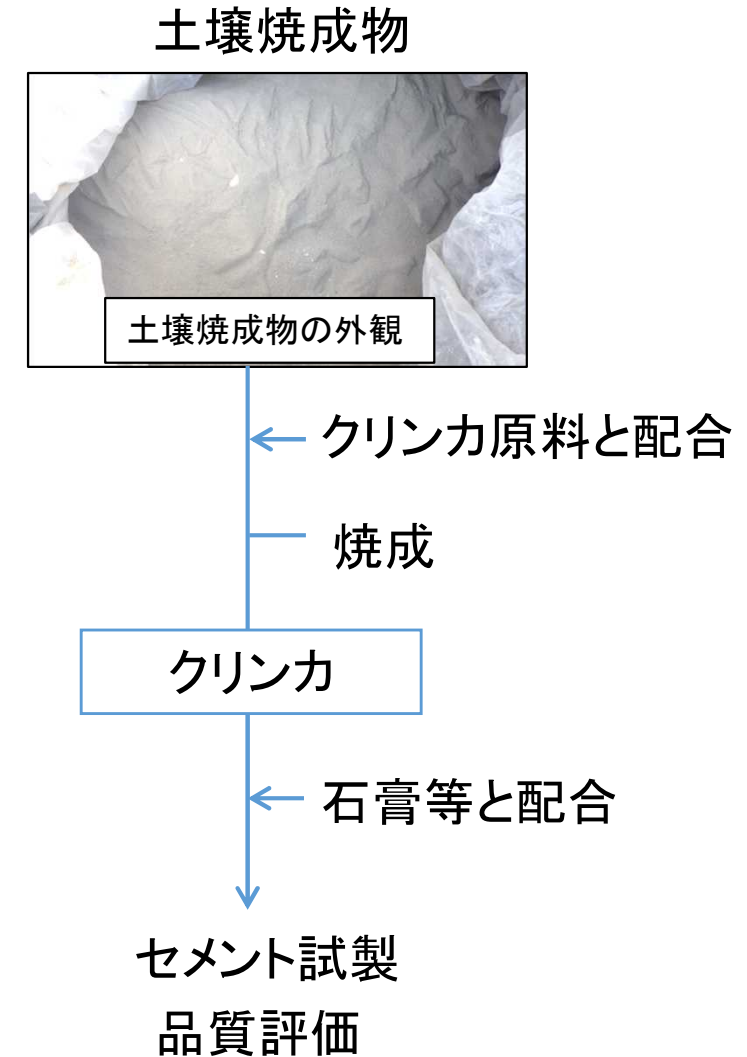 土壌焼成物
土壌焼成物の外観
クリンカ原料と配合
焼成
クリンカ
石膏等と配合
セメント試製
品質評価